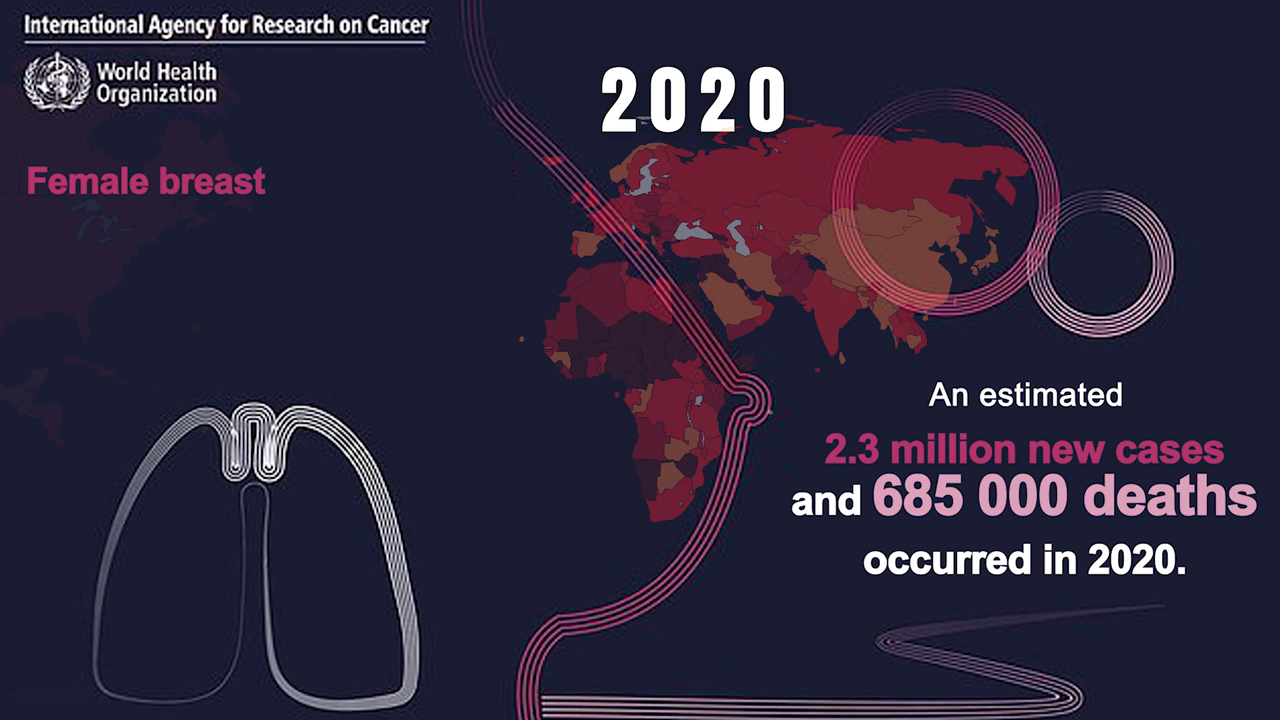 International Agency for Research on Cancer
World Health
Organization
2020
Female breast
An estimated
2.3 million new cases
and 685 000 deaths
occurred in 2020.